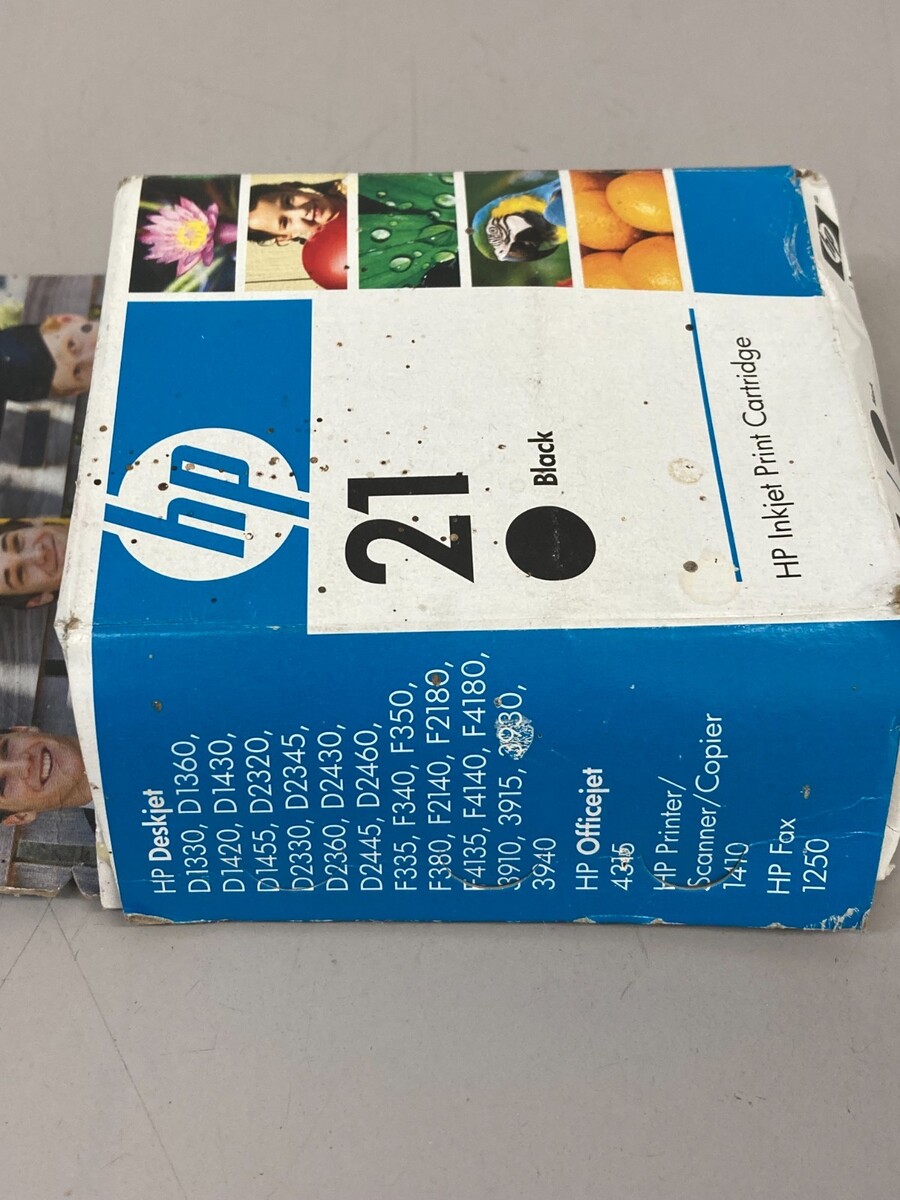 hp
21
Black
HP Inkjet Print Cartridge
HP Deskjet
D1330, D1360,
D1420, D1430,
D1455, D2320,
D2330, D2345,
D2360, D2430,
D2445, D2460,
F335, F340, F350,
F380, F2140, F2180,
F4135, F4140, F4180,
3910, 3915, 3930,
3940
HP Officejet
4315
HP Printer/
Scanner/Copier
1410
HP Fax
1250
hp